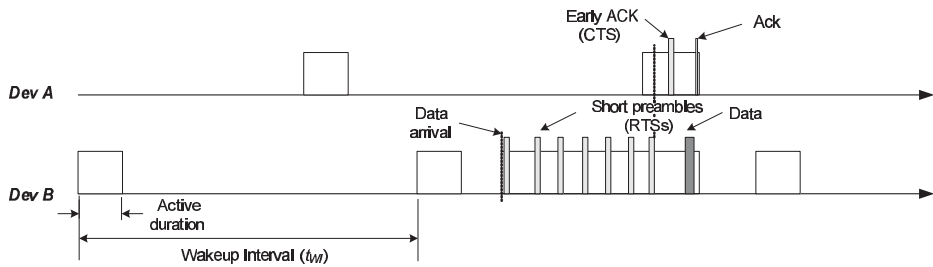 Early ACK
(CTS)
Ack
Dev A
Data
arrival
Short preambles
(RTSs)
Data
Dev B
Active
duration
Wakeup Interval (tWI)